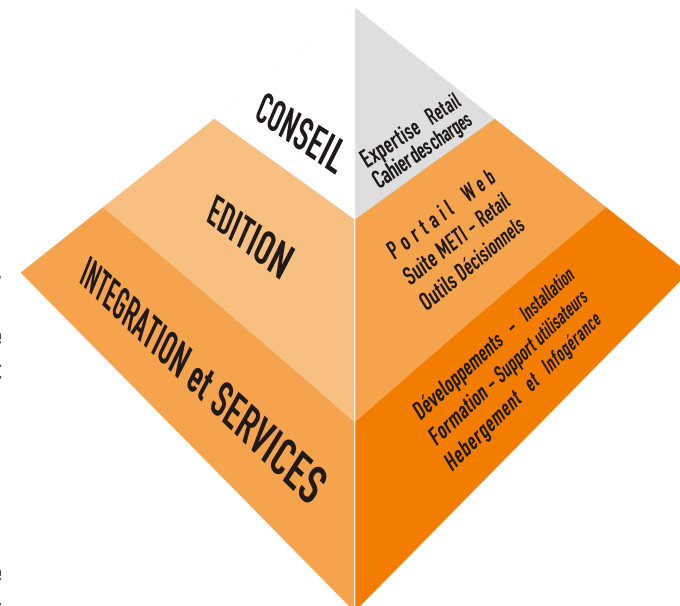 CONSEIL
Expertise Retail
Cahier des charges
EDITION
Portail Web
Suite METI - Retail
Outils Décisionnels
INTEGRATION et SERVICES
Développements - Installation
Formation - Support utilisateurs
Hebergement et Infogérance